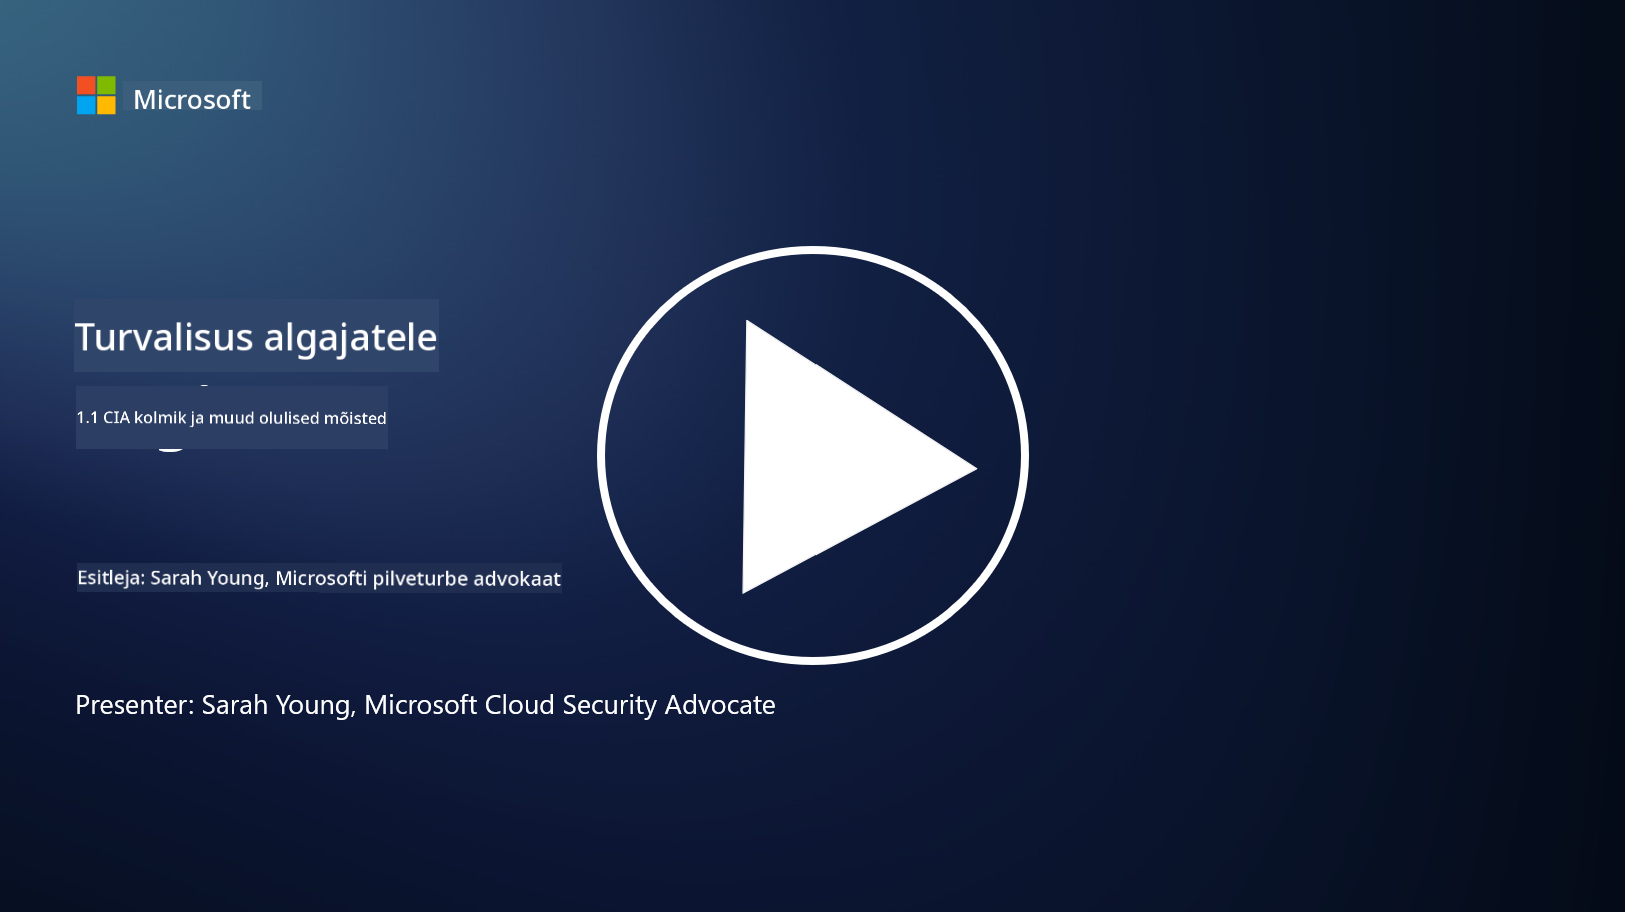 Microsoft
Turvalisus algajatele
1.1 CIA kolmik ja muud olulised mõisted
Esitleja: Sarah Young, Microsofti pilveturbe advokaat
Presenter: Sarah Young, Microsoft Cloud Security Advocate